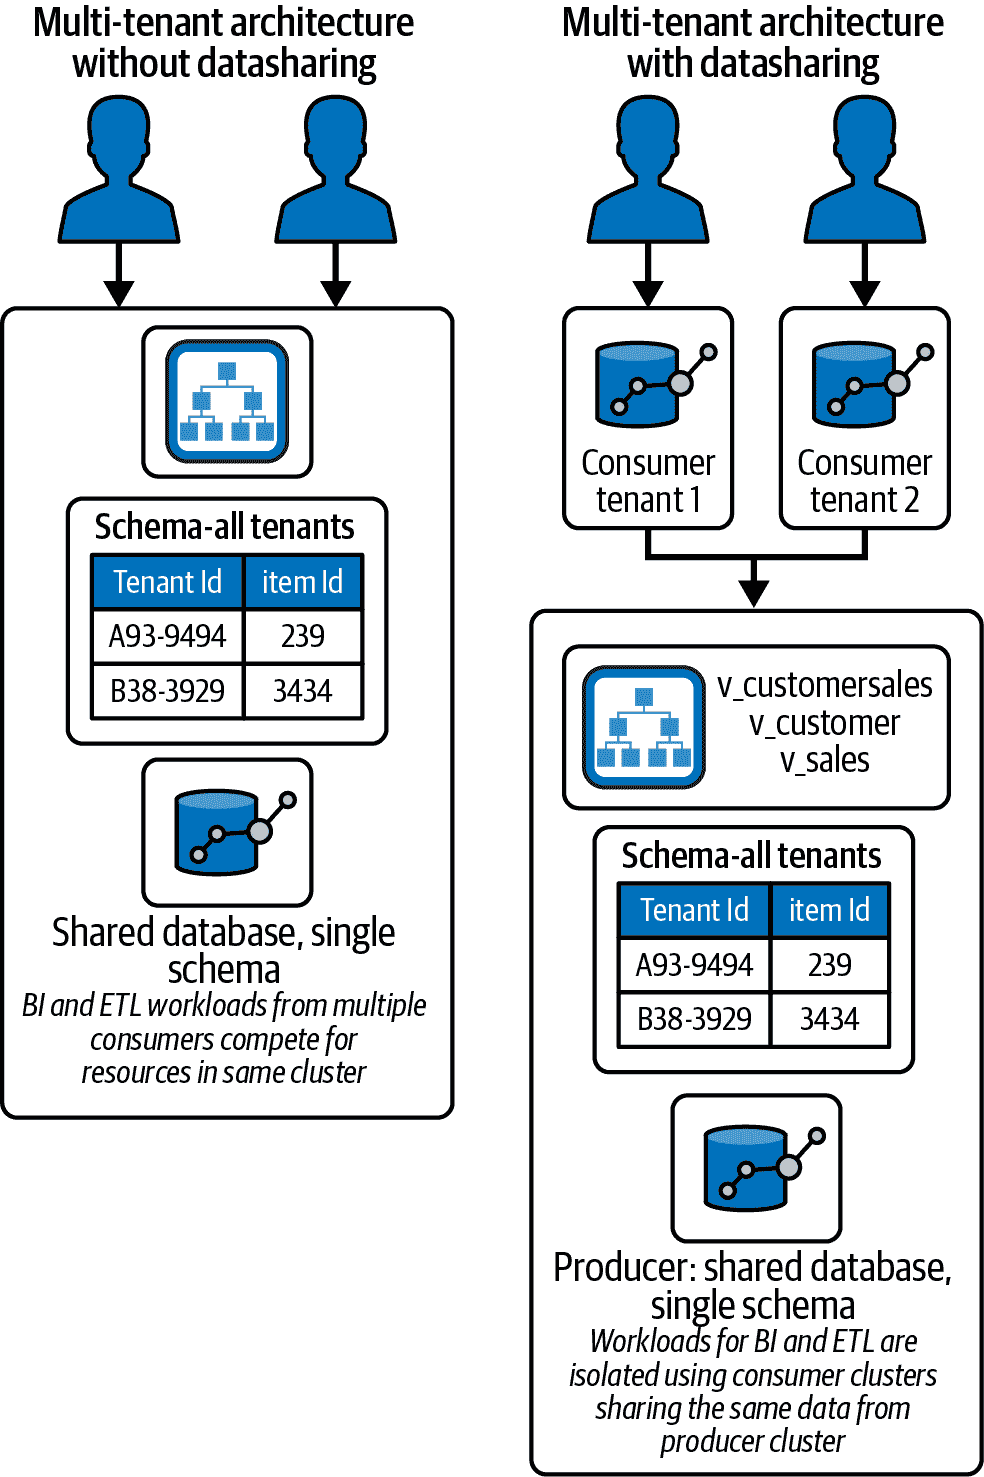 Multi-tenant architecture
without datasharing
Schema-all tenants
Tenant Id item Id
A93-9494 239
B38-3929 3434
Shared database, single
schema
BI and ETL workloads from multiple
consumers compete for
resources in same cluster
Multi-tenant architecture
with datasharing
Consumer
tenant 1
Consumer
tenant 2
v_customersales
v_customer
v_sales
Schema-all tenants
Tenant Id item Id
A93-9494 239
B38-3929 3434
Producer: shared database,
single schema
Workloads for BI and ETL are
isolated using consumer clusters
sharing the same data from
producer cluster